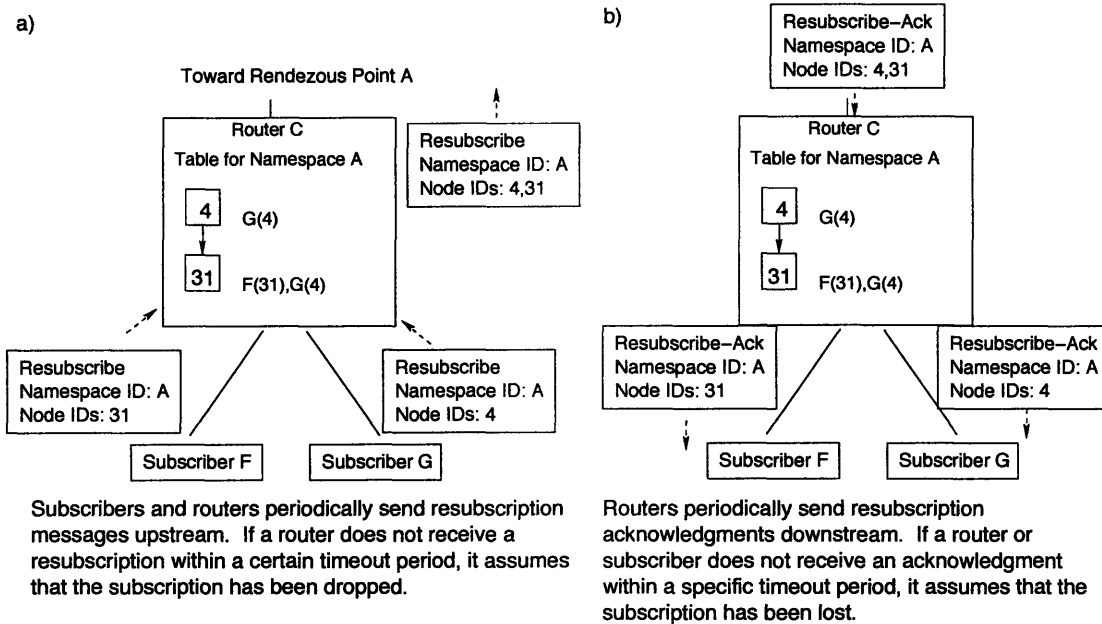 a)
Toward Rendezous Point A
Router C
Table for Namespace A
4
G(4)
31
F(31),G(4)
Resubscribe
Namespace ID: A
Node IDs: 4,31
Resubscribe
Namespace ID: A
Node IDs: 31
Resubscribe
Namespace ID: A
Node IDs: 4
Subscriber F
Subscriber G
Subscribers and routers periodically send resubscription
messages upstream. If a router does not receive a
resubscription within a certain timeout period, it assumes
that the subscription has been dropped.
b)
Resubscribe–Ack
Namespace ID: A
Node IDs: 4,31
Router C
Table for Namespace A
4
G(4)
31
F(31),G(4)
Resubscribe–Ack
Namespace ID: A
Node IDs: 31
Resubscribe–Ack
Namespace ID: A
Node IDs: 4
Subscriber F
Subscriber G
Routers periodically send resubscription
acknowledgments downstream. If a router or
subscriber does not receive an acknowledgment
within a specific timeout period, it assumes that the
subscription has been lost.